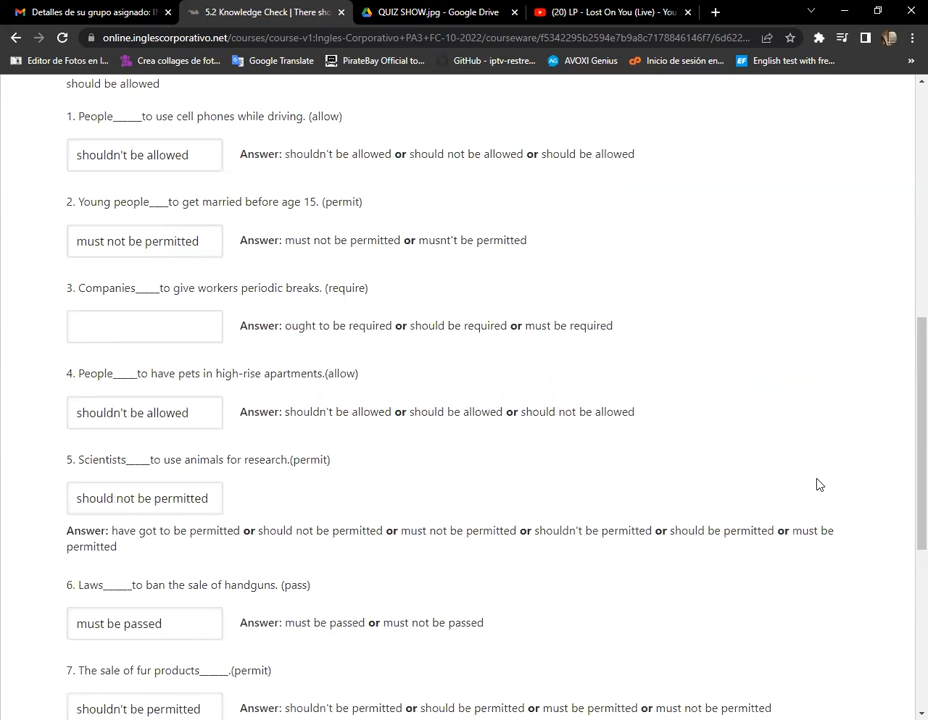 Detalles de su grupo asignado: I
5.2 Knowledge Check | There sho
QUIZ SHOW.jpg - Google Drive
(20) LP - Lost On You (Live) - You
online.inglescorporativo.net/courses/course-v1:Ingles-Corporativo+PA3+FC-10-2022/courseware/f5342295b2594e7b9a8c7178846146f7/6d622...
Editor de Fotos en l...
Crea collages de fot...
Google Translate
PirateBay Official to...
GitHub - iptv-restre...
AVOXI Genius
Inicio de sesión en...
English test with fre...
»
should be allowed
1. People______to use cell phones while driving. (allow)
shouldn't be allowed
Answer: shouldn't be allowed or should not be allowed or should be allowed
2. Young people____to get married before age 15. (permit)
must not be permitted
Answer: must not be permitted or musnt't be permitted
3. Companies_____to give workers periodic breaks. (require)
Answer: ought to be required or should be required or must be required
4. People_____to have pets in high-rise apartments.(allow)
shouldn't be allowed
Answer: shouldn't be allowed or should be allowed or should not be allowed
5. Scientists_____to use animals for research.(permit)
should not be permitted
Answer: have got to be permitted or should not be permitted or must not be permitted or shouldn't be permitted or should be permitted or must be
permitted
6. Laws______to ban the sale of handguns. (pass)
must be passed
Answer: must be passed or must not be passed
7. The sale of fur products______.(permit)
shouldn't be permitted
Answer: shouldn't be permitted or should be permitted or must be permitted or must not be permitted